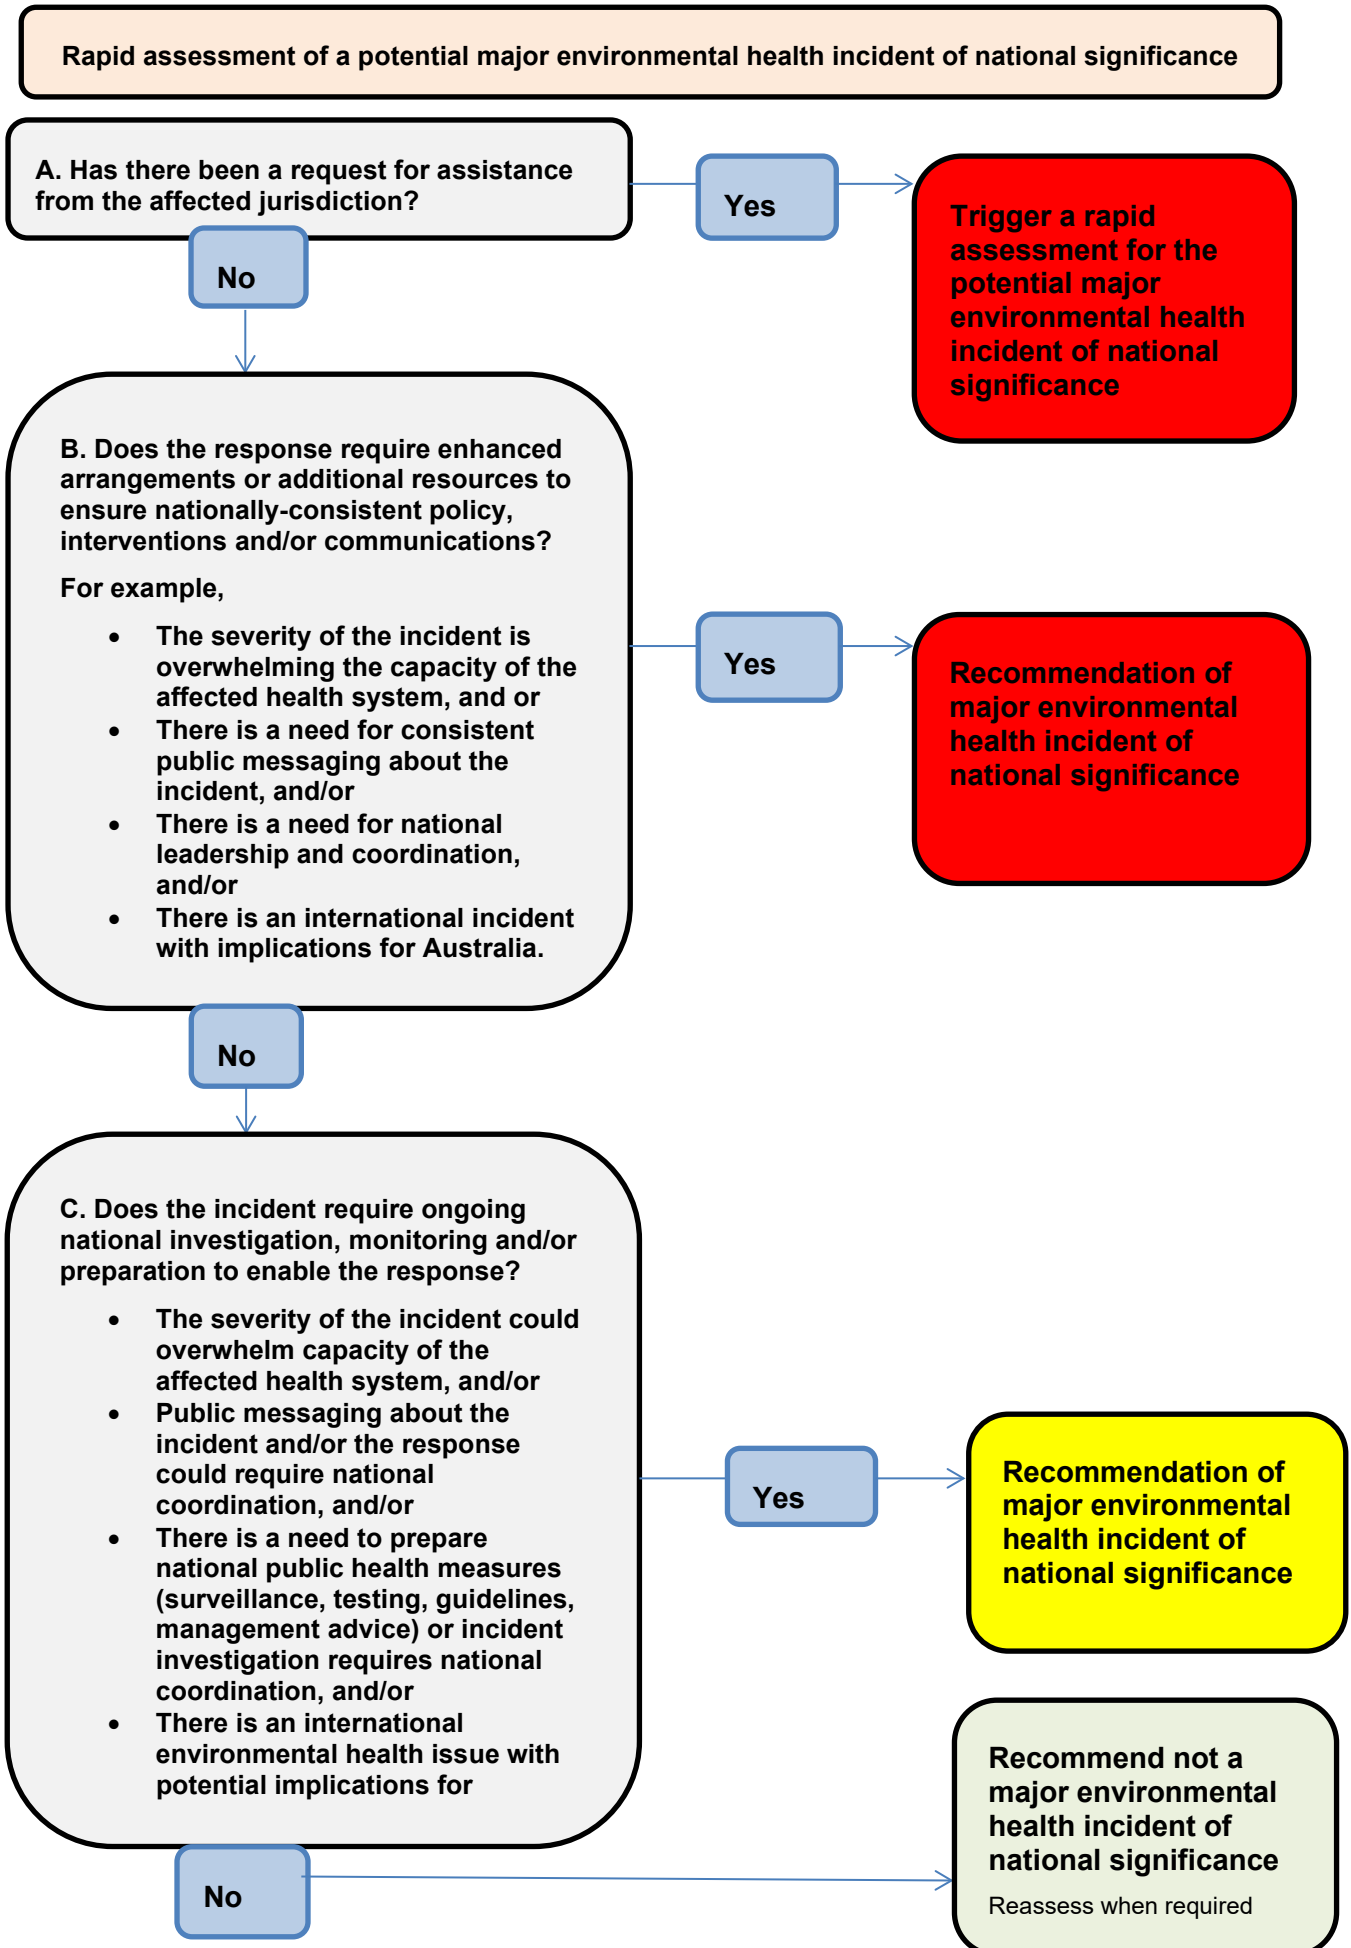 Rapid assessment of a potential major environmental health incident of national significance
A. Has there been a request for assistance
from the affected jurisdiction?
Yes
Trigger a rapid
assessment for the
potential major
environmental health
incident of national
significance
No
B. Does the response require enhanced
arrangements or additional resources to
ensure nationally-consistent policy,
interventions and/or communications?
For example,
• The severity of the incident is
overwhelming the capacity of the
affected health system, and or
• There is a need for consistent
public messaging about the
incident, and/or
• There is a need for national
leadership and coordination,
and/or
• There is an international incident
with implications for Australia.
Yes
Recommendation of
major environmental
health incident of
national significance
No
C. Does the incident require ongoing
national investigation, monitoring and/or
preparation to enable the response?
• The severity of the incident could
overwhelm capacity of the
affected health system, and/or
• Public messaging about the
incident and/or the response
could require national
coordination, and/or
• There is a need to prepare
national public health measures
(surveillance, testing, guidelines,
management advice) or incident
investigation requires national
coordination, and/or
• There is an international
environmental health issue with
potential implications for
Yes
Recommendation of
major environmental
health incident of
national significance
No
Recommend not a
major environmental
health incident of
national significance
Reassess when required